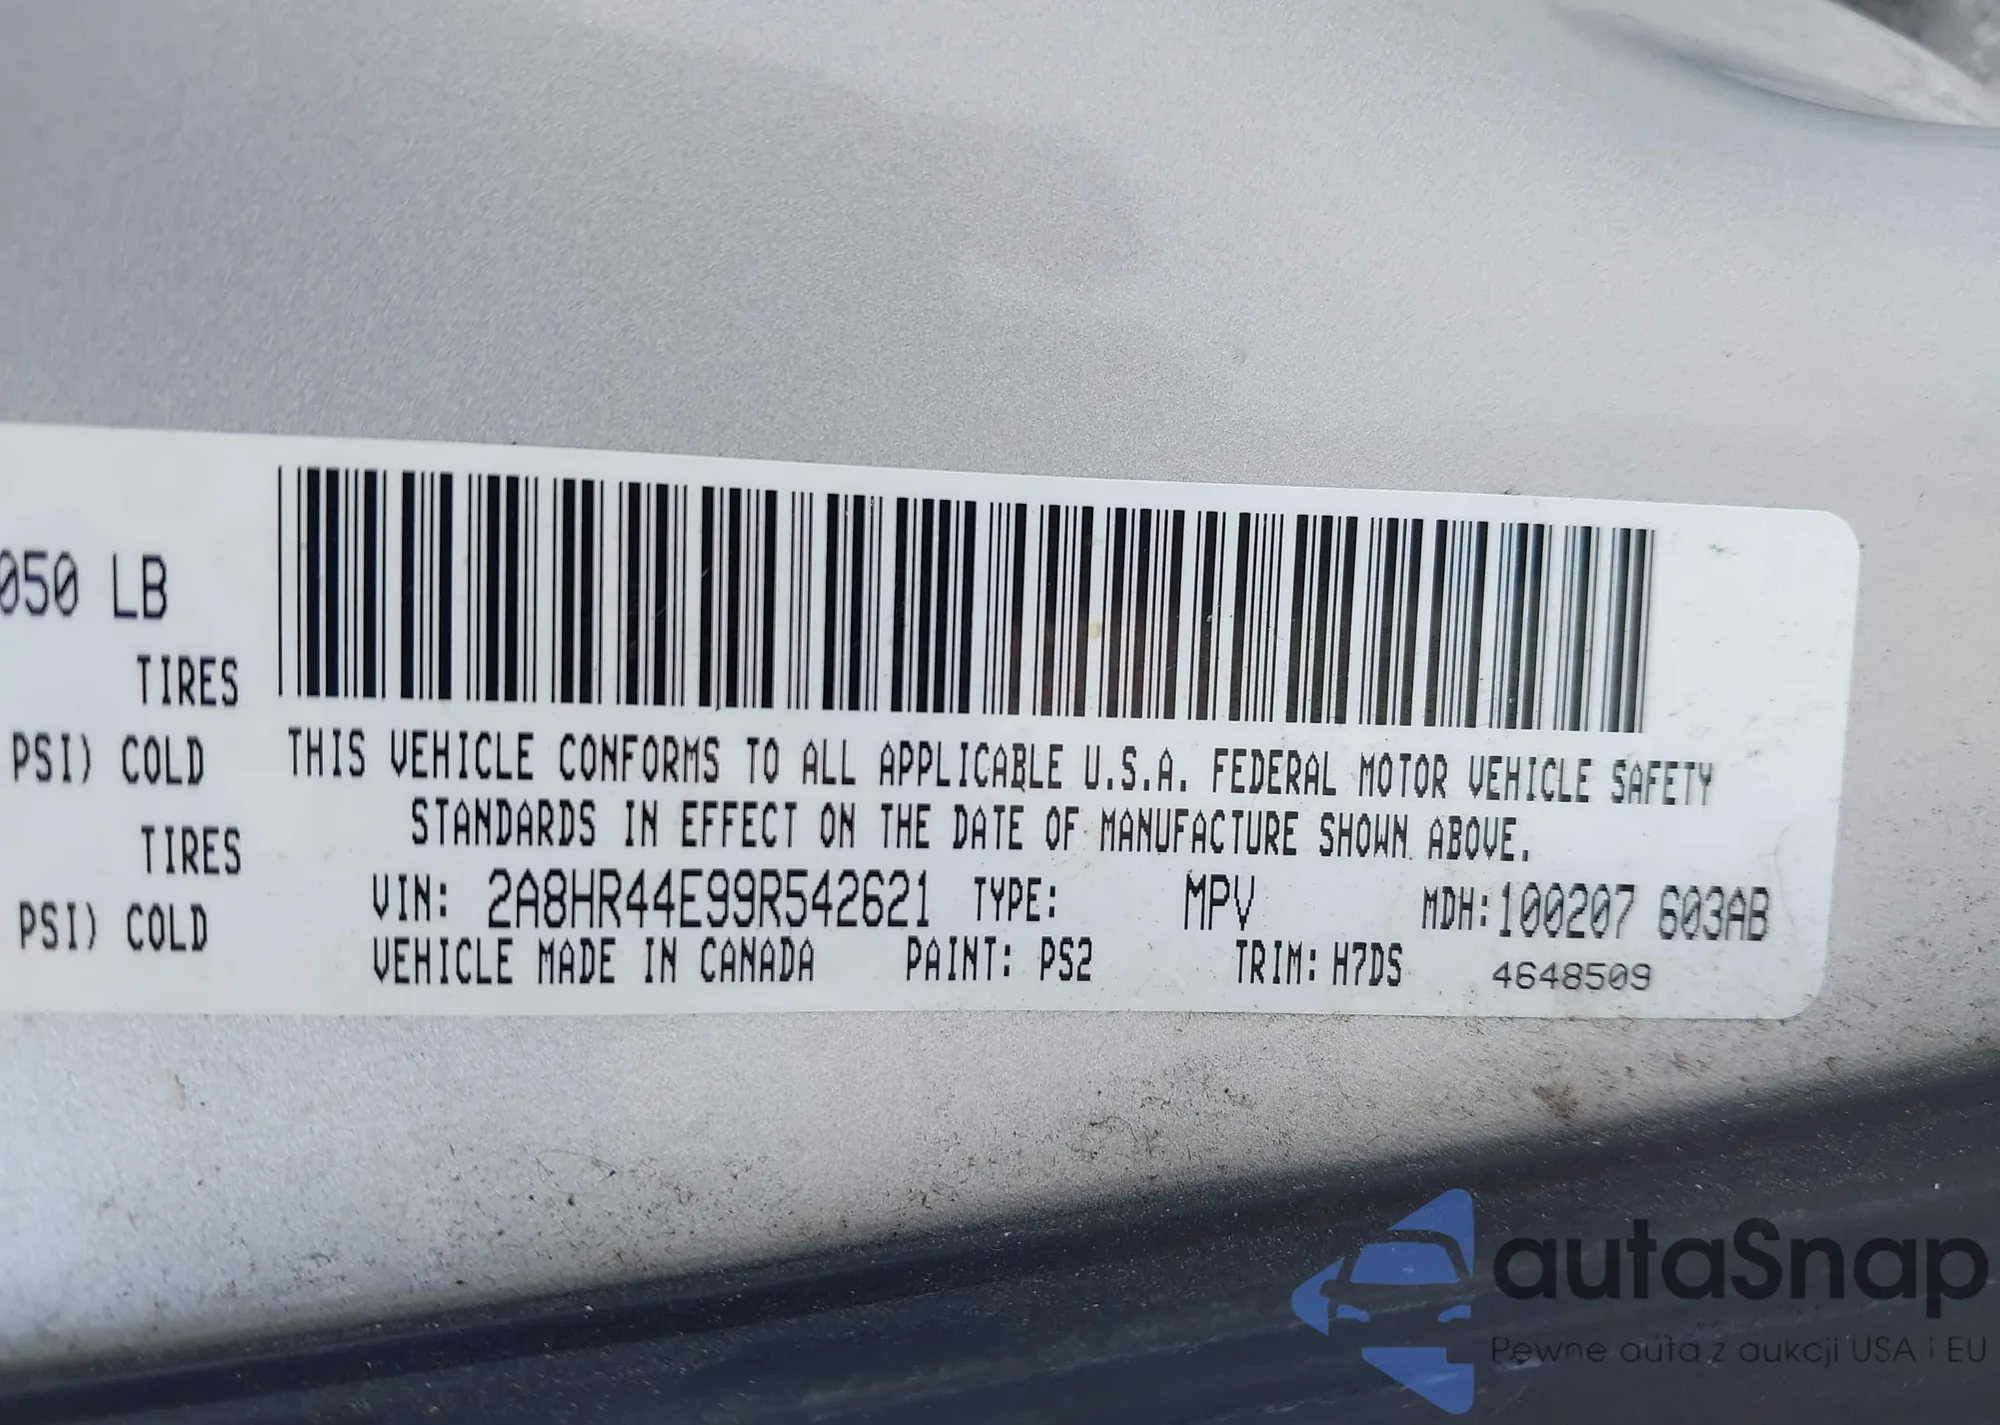 050 LB
TIRES
PSI) COLD
TIRES
PSI) COLD
THIS VEHICLE CONFORMS TO ALL APPLICABLE U.S.A. FEDERAL MOTOR VEHICLE SAFETY
STANDARDS IN EFFECT ON THE DATE OF MANUFACTURE SHOWN ABOVE.
VIN: 2A8HR44E99R542621 TYPE: MPV MDH:100207 603AB
VEHICLE MADE IN CANADA PAINT: PS2 TRIM: H7DS 4648509
autaSnap
Pewne auta z aukcji USA i EU